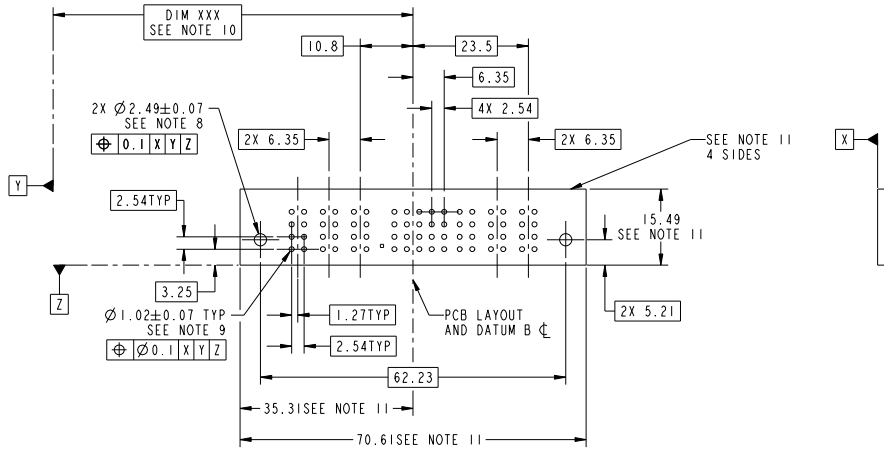 DIM XXX
SEE NOTE 10
10.8
23.5
6.35
4X 2.54
2X Ø2.49±0.07
SEE NOTE 8
⌖ 0.1 X Y Z
2X 6.35
2X 6.35
SEE NOTE 11
4 SIDES
X
Y
2.54TYP
15.49
SEE NOTE 11
3.25
Z
Ø1.02±0.07 TYP
SEE NOTE 9
⌖ Ø0.1 X Y Z
1.27TYP
2.54TYP
PCB LAYOUT
AND DATUM B ℄
2X 5.21
62.23
35.31SEE NOTE 11
70.61SEE NOTE 11